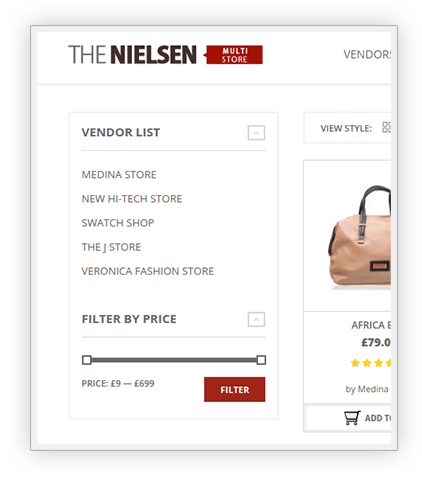 THE NIELSEN MULTI STORE
VENDORS
VENDOR LIST
VIEW STYLE:
MEDINA STORE
NEW HI-TECH STORE
SWATCH SHOP
THE J STORE
VERONICA FASHION STORE
FILTER BY PRICE
PRICE: £9 — £699
FILTER
AFRICA
£79.0
by Medina
ADD